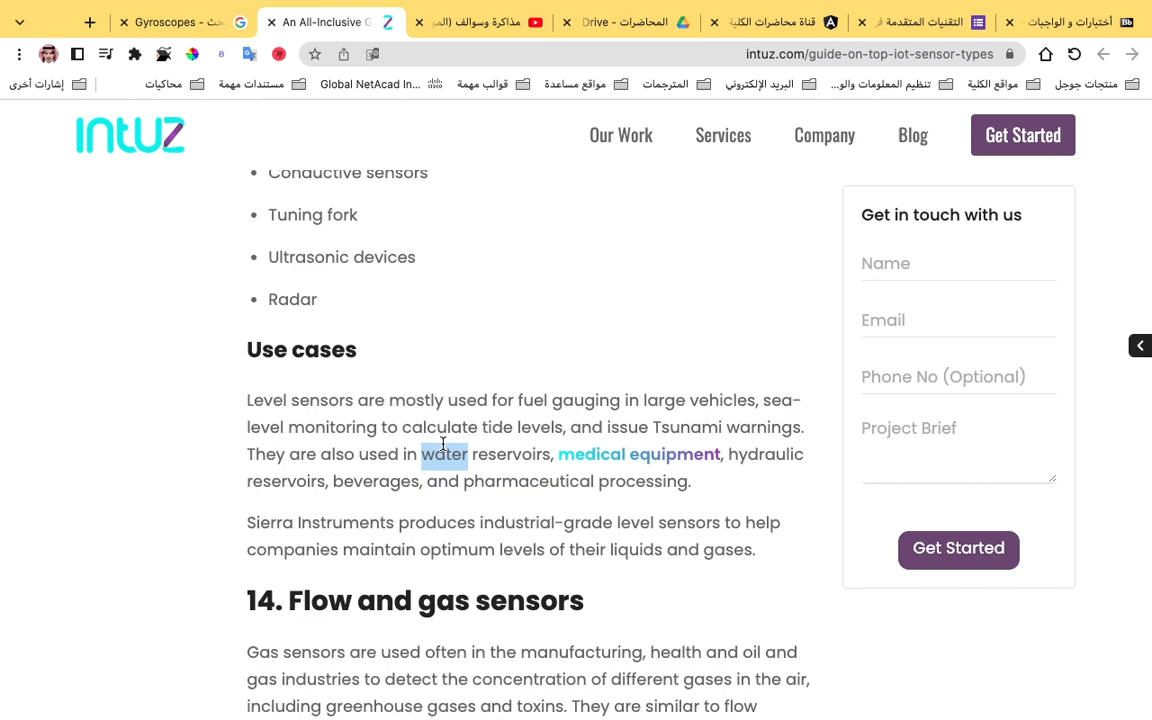 Gyroscopes - بحث
An All-Inclusive G
مذاكرة وسوالف (المي
المحاضرات - Drive
قناة محاضرات الكلية
التقنيات المتقدمة في
أختبارات و الواجبات
intuz.com/guide-on-top-iot-sensor-types
منتجات جوجل
مواقع الكلية
تنظيم المعلومات والو...
البريد الإلكتروني
المترجمات
مواقع مساعدة
قوالب مهمة
Global NetAcad In...
مستندات مهمة
محاكيات
إشارات أخرى
INTUZ
Our Work Services Company Blog Get Started
Conductive sensors
Tuning fork
Ultrasonic devices
Radar
Use cases
Level sensors are mostly used for fuel gauging in large vehicles, sea-
level monitoring to calculate tide levels, and issue Tsunami warnings.
They are also used in water reservoirs, medical equipment, hydraulic
reservoirs, beverages, and pharmaceutical processing.
Sierra Instruments produces industrial-grade level sensors to help
companies maintain optimum levels of their liquids and gases.
14. Flow and gas sensors
Gas sensors are used often in the manufacturing, health and oil and
gas industries to detect the concentration of different gases in the air,
including greenhouse gases and toxins. They are similar to flow
Get in touch with us
Name
Email
Phone No (Optional)
Project Brief
Get Started